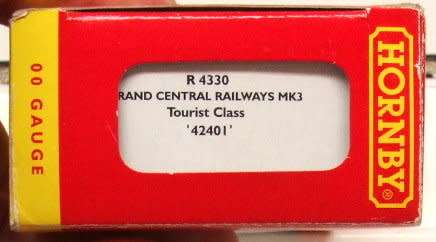 00 GAUGE
R 4330
RAND CENTRAL RAILWAYS MK3
Tourist Class
'42401'
HORNBY®